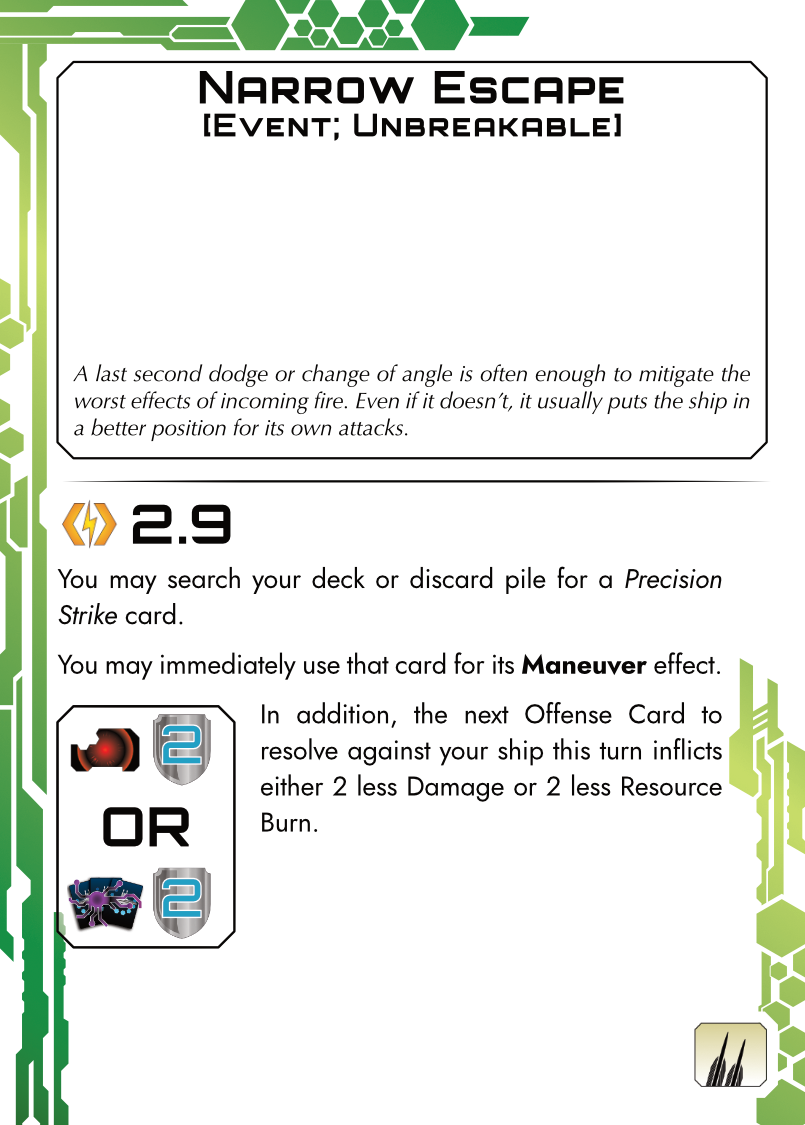 Narrow Escape
[Event; Unbreakable]
A last second dodge or change of angle is often enough to mitigate the
worst effects of incoming fire. Even if it doesn't, it usually puts the ship in
a better position for its own attacks.
2.9
You may search your deck or discard pile for a Precision
Strike card.
You may immediately use that card for its Maneuver effect.
2
OR
2
In addition, the next Offense Card to
resolve against your ship this turn inflicts
either 2 less Damage or 2 less Resource
Burn.